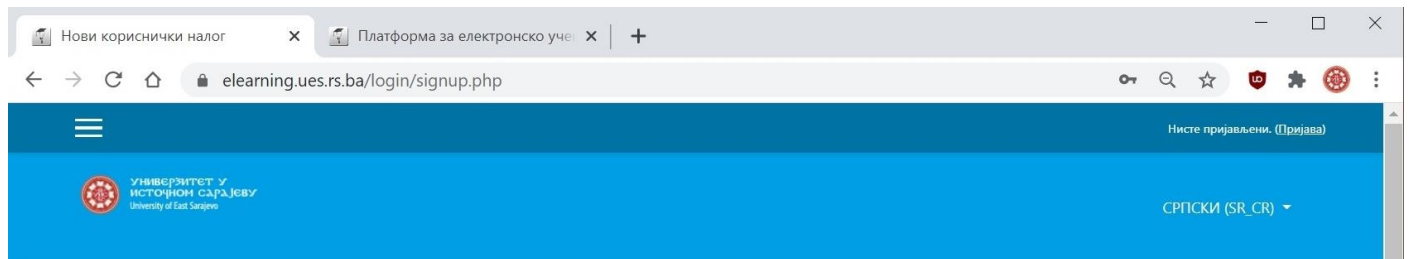 Нови кориснички налог
Платформа за електронско уче
elearning.ues.rs.ba/login/signup.php
Нисте пријављени. (Пријава)
УНИВЕРЗИТЕТ У
ИСТОЧНОМ САРАЈЕВУ
University of East Sarajevo
СРПСКИ (SR_CR)